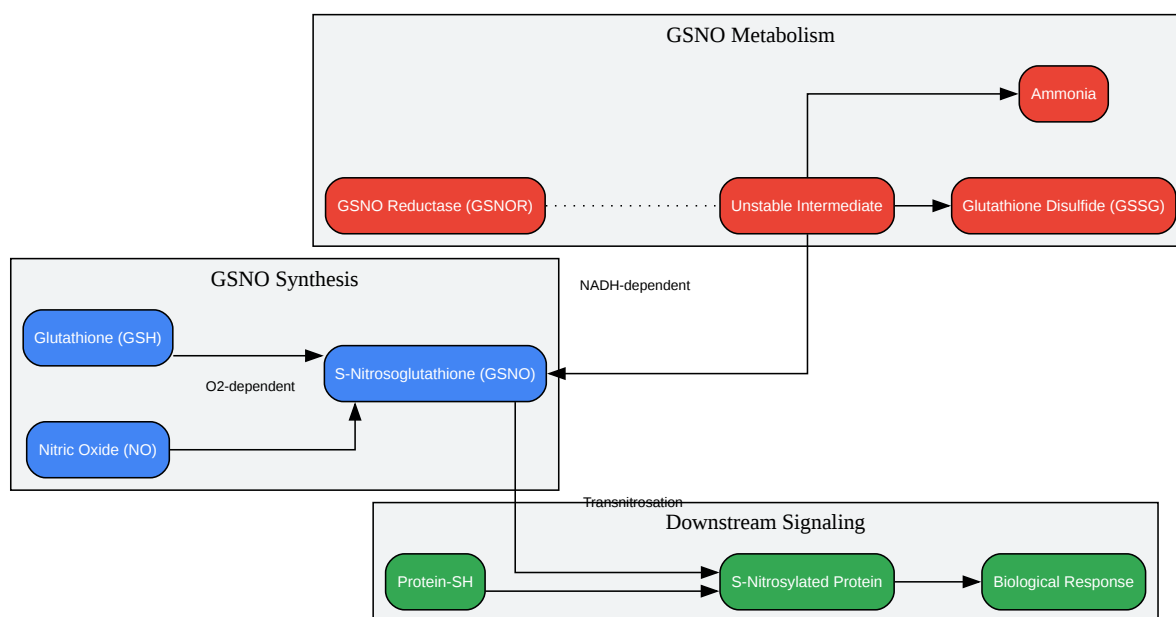 GSNO Metabolism
Ammonia
GSNO Reductase (GSNOR)
Unstable Intermediate
Glutathione Disulfide (GSSG)
GSNO Synthesis
NADH-dependent
Glutathione (GSH)
S-Nitrosoglutathione (GSNO)
O2-dependent
Nitric Oxide (NO)
Transnitrosation
Downstream Signaling
Protein-SH
S-Nitrosylated Protein
Biological Response